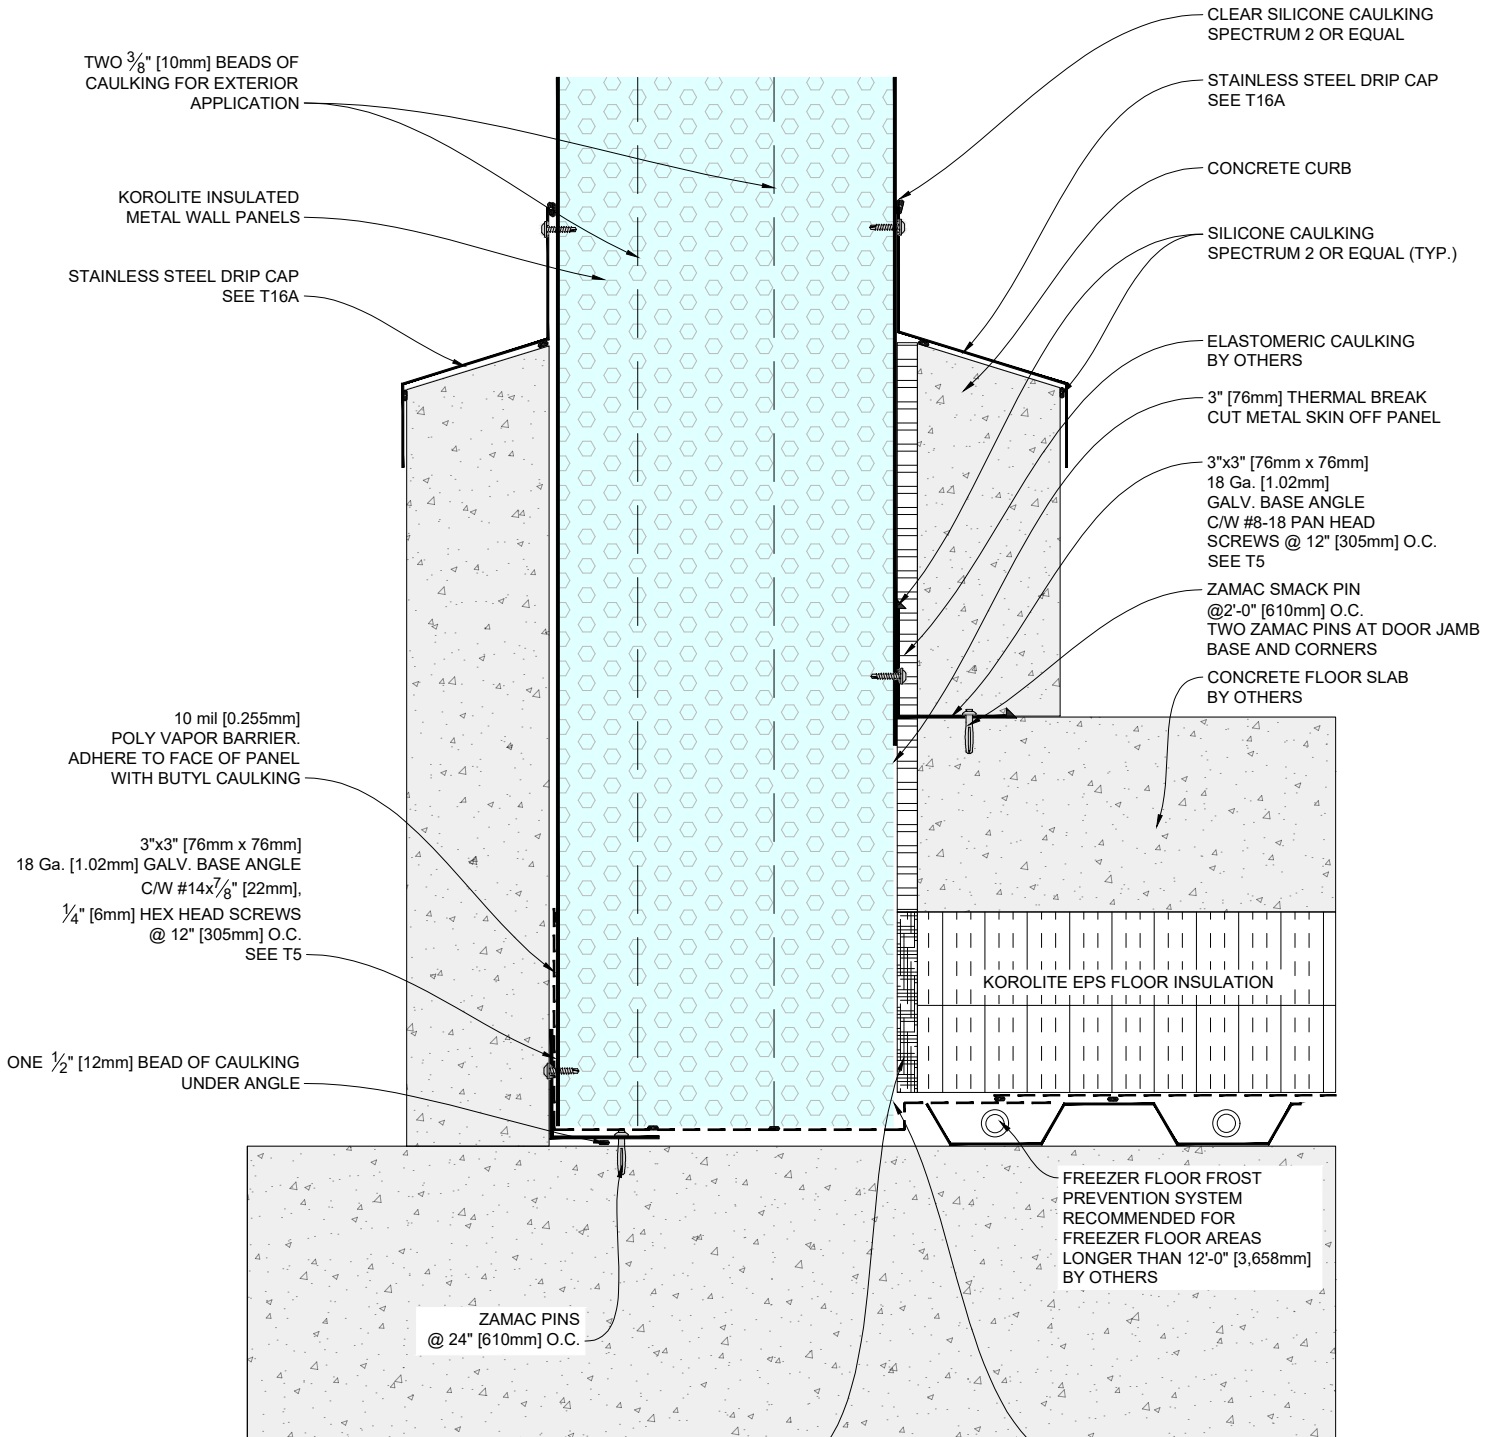 TWO 3⁄8" [10mm] BEADS OF
CAULKING FOR EXTERIOR
APPLICATION
KOROLITE INSULATED
METAL WALL PANELS
STAINLESS STEEL DRIP CAP
SEE T16A
10 mil [0.255mm]
POLY VAPOR BARRIER.
ADHERE TO FACE OF PANEL
WITH BUTYL CAULKING
3"x3" [76mm x 76mm]
18 Ga. [1.02mm] GALV. BASE ANGLE
C/W #14x7⁄8" [22mm],
1⁄4" [6mm] HEX HEAD SCREWS
@ 12" [305mm] O.C.
SEE T5
ONE 1⁄2" [12mm] BEAD OF CAULKING
UNDER ANGLE
ZAMAC PINS
@ 24" [610mm] O.C.
CLEAR SILICONE CAULKING
SPECTRUM 2 OR EQUAL
STAINLESS STEEL DRIP CAP
SEE T16A
CONCRETE CURB
SILICONE CAULKING
SPECTRUM 2 OR EQUAL (TYP.)
ELASTOMERIC CAULKING
BY OTHERS
3" [76mm] THERMAL BREAK
CUT METAL SKIN OFF PANEL
3"x3" [76mm x 76mm]
18 Ga. [1.02mm]
GALV. BASE ANGLE
C/W #8-18 PAN HEAD
SCREWS @ 12" [305mm] O.C.
SEE T5
ZAMAC SMACK PIN
@2'-0" [610mm] O.C.
TWO ZAMAC PINS AT DOOR JAMB
BASE AND CORNERS
CONCRETE FLOOR SLAB
BY OTHERS
KOROLITE EPS FLOOR INSULATION
FREEZER FLOOR FROST
PREVENTION SYSTEM
RECOMMENDED FOR
FREEZER FLOOR AREAS
LONGER THAN 12'-0" [3,658mm]
BY OTHERS